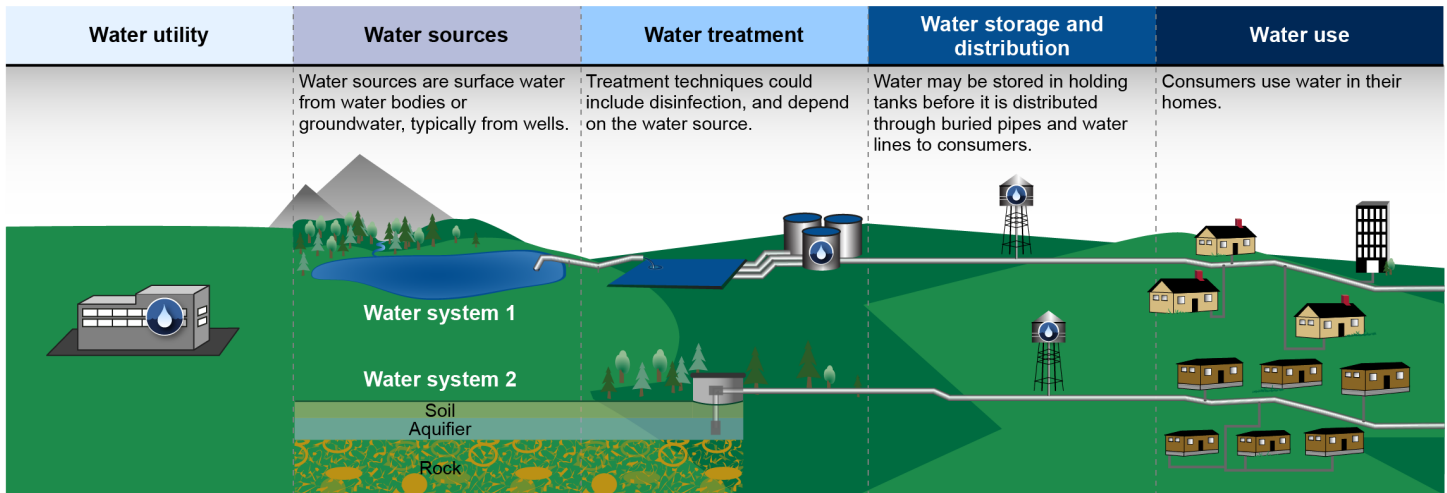 Water utility
Water sources
Water treatment
Water storage and
distribution
Water use
Water sources are surface water
from water bodies or
groundwater, typically from wells.
Treatment techniques could
include disinfection, and depend
on the water source.
Water may be stored in holding
tanks before it is distributed
through buried pipes and water
lines to consumers.
Consumers use water in their
homes.
Water system 1
Water system 2
Soil
Aquifier
Rock